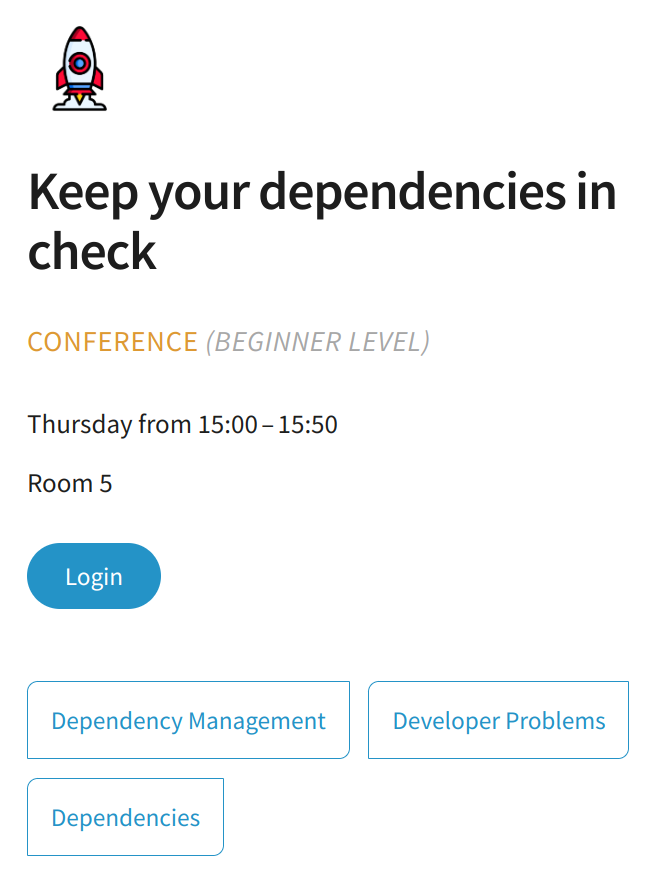 Keep your dependencies in
check
CONFERENCE (BEGINNER LEVEL)
Thursday from 15:00 – 15:50
Room 5
Login
Dependency Management
Developer Problems
Dependencies